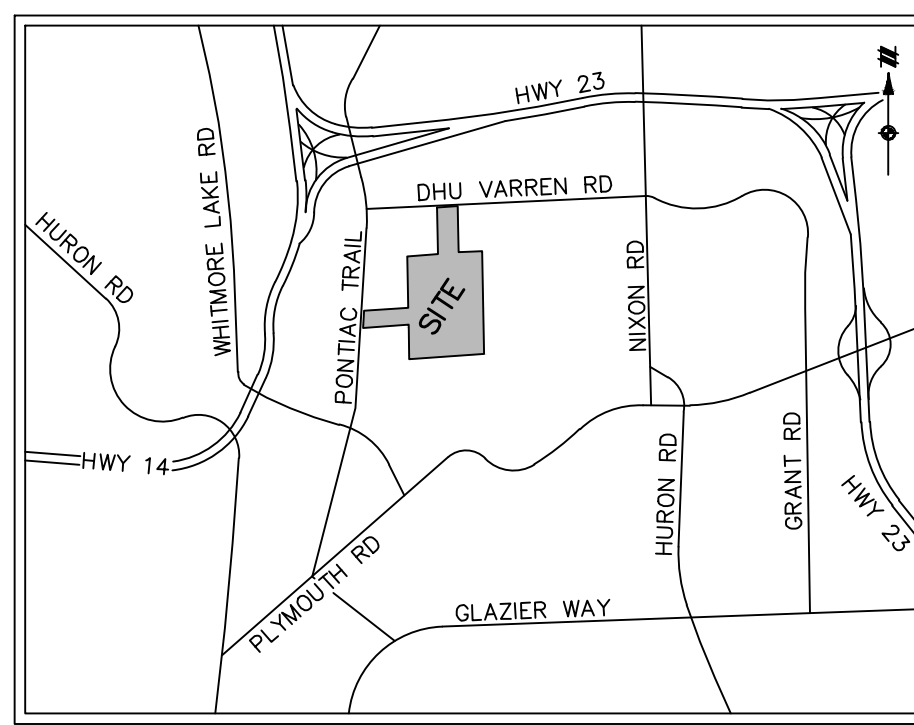 HWY 23
N
WHITMORE LAKE RD
DHU VARREN RD
HURON RD
PONTIAC TRAIL
SITE
NIXON RD
HWY 14
GRANT RD
HURON RD
HWY 23
PLYMOUTH RD
GLAZIER WAY